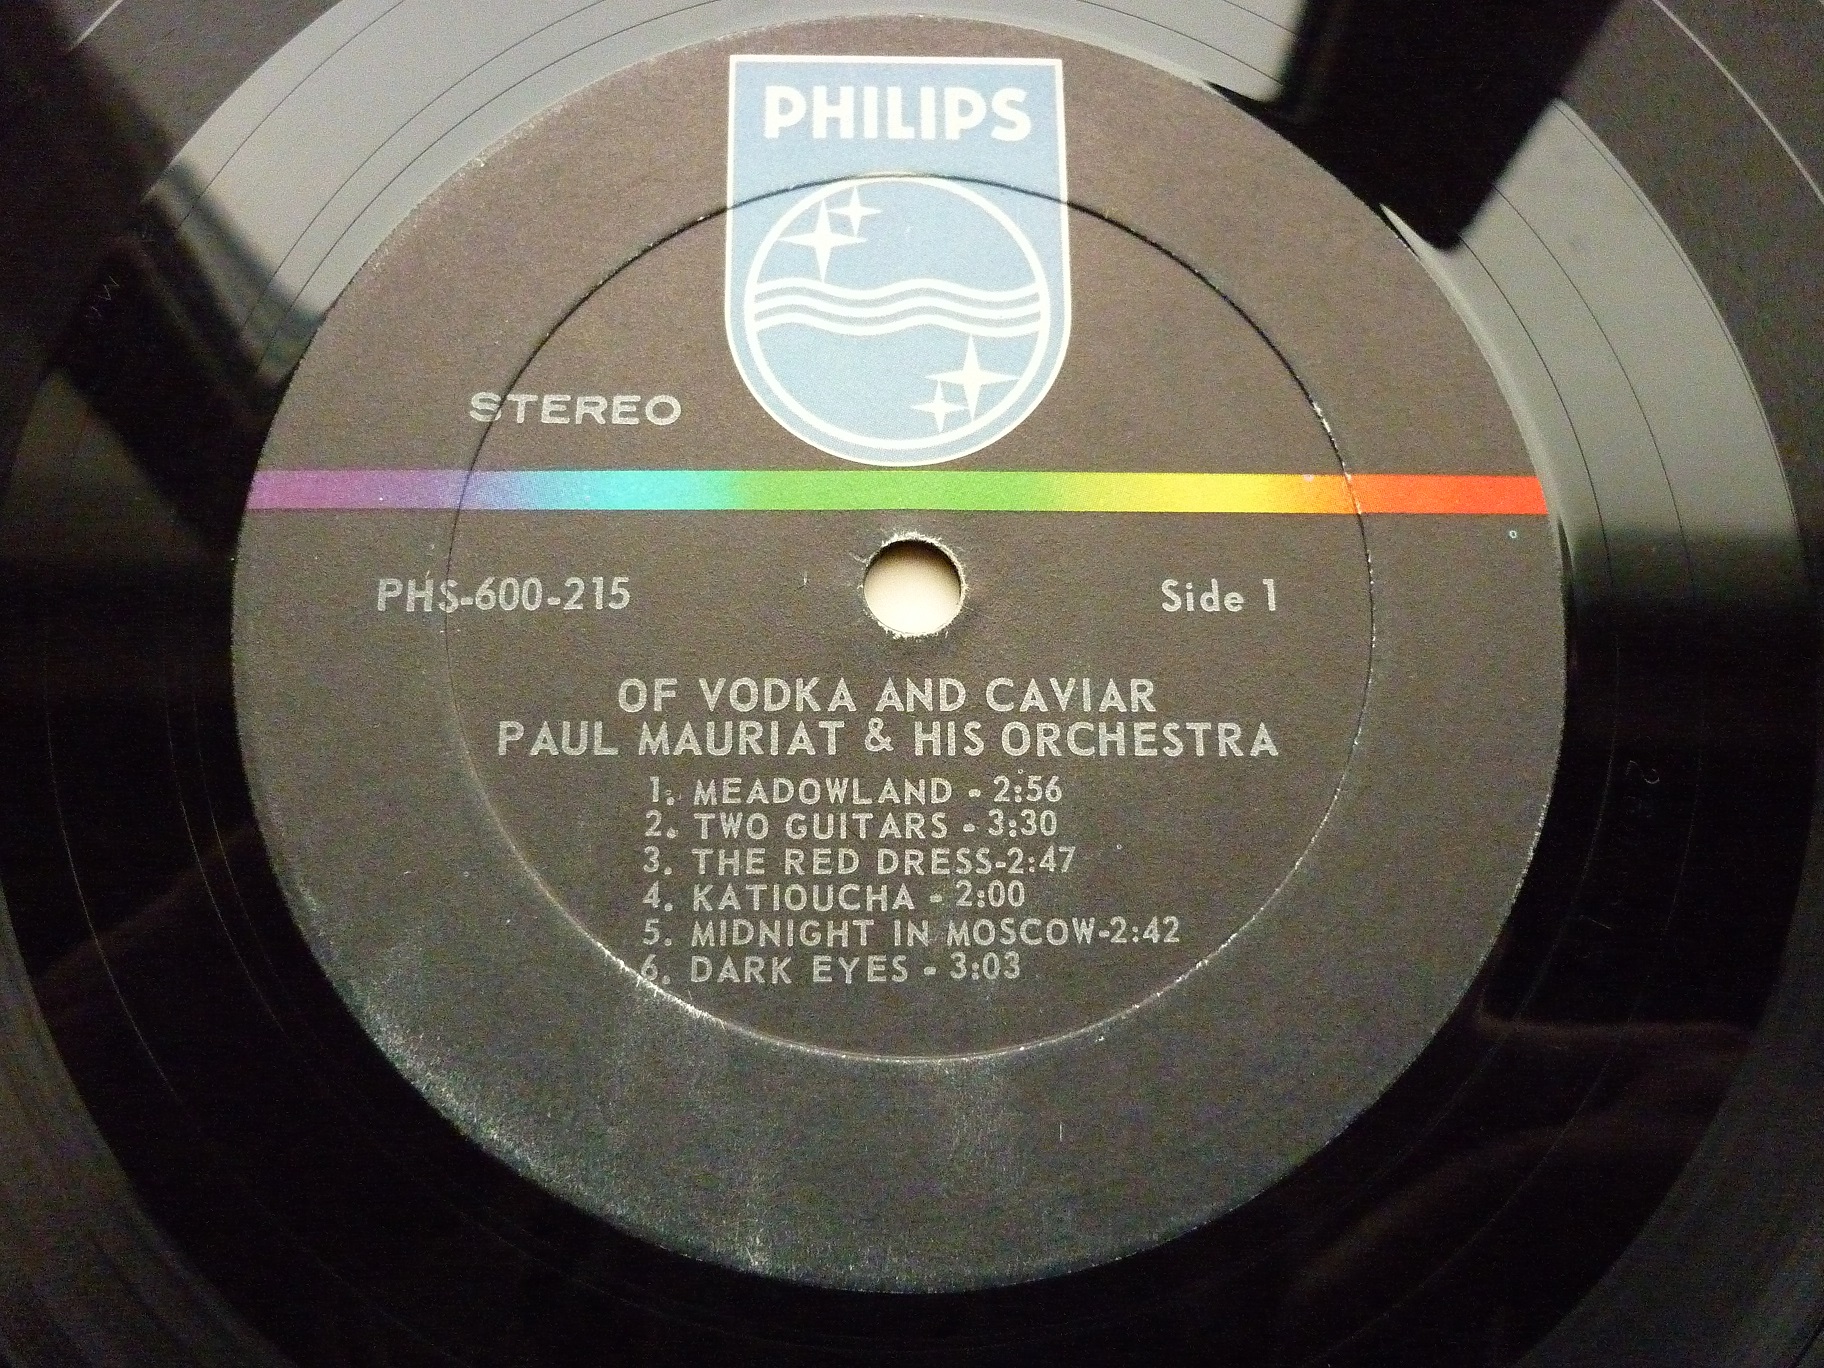 PHILIPS
STEREO
PHS-600-215
Side 1
OF VODKA AND CAVIAR
PAUL MAURIAT & HIS ORCHESTRA
1. MEADOWLAND - 2:56
2. TWO GUITARS - 3:30
3. THE RED DRESS-2:47
4. KATIOUCHA - 2:00
5. MIDNIGHT IN MOSCOW-2:42
6. DARK EYES - 3:03